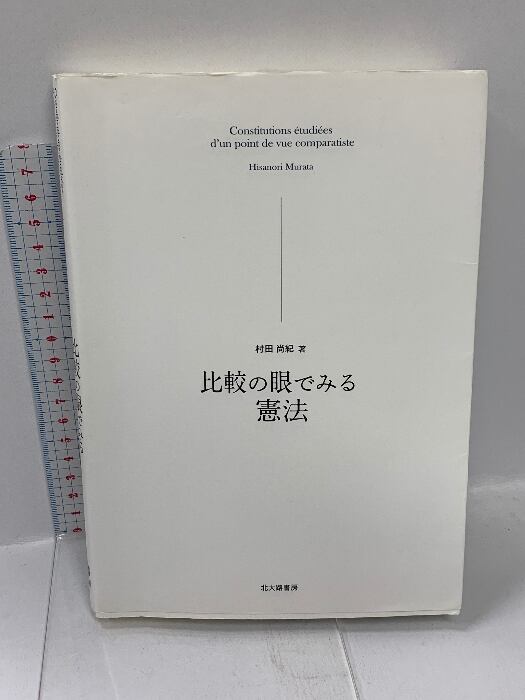 Constitutions étudiées
d'un point de vue comparatiste
Hisanori Murata
村田 尚紀 著
比較の眼でみる
憲法
北大路書房